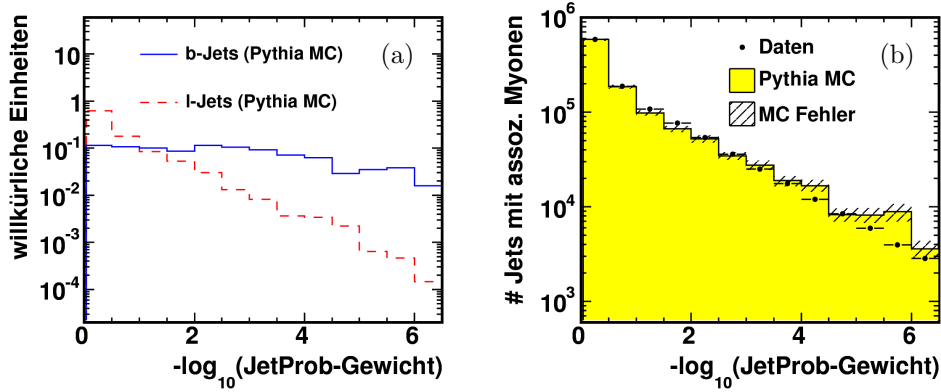 willkürliche Einheiten
10
1
10^-1
10^-2
10^-3
10^-4
b-Jets (Pythia MC)
l-Jets (Pythia MC)
(a)
0 2 4 6
-log10(JetProb-Gewicht)
# Jets mit assoz. Myonen
10^6
10^5
10^4
10^3
Daten
Pythia MC
MC Fehler
(b)
0 2 4 6
-log10(JetProb-Gewicht)